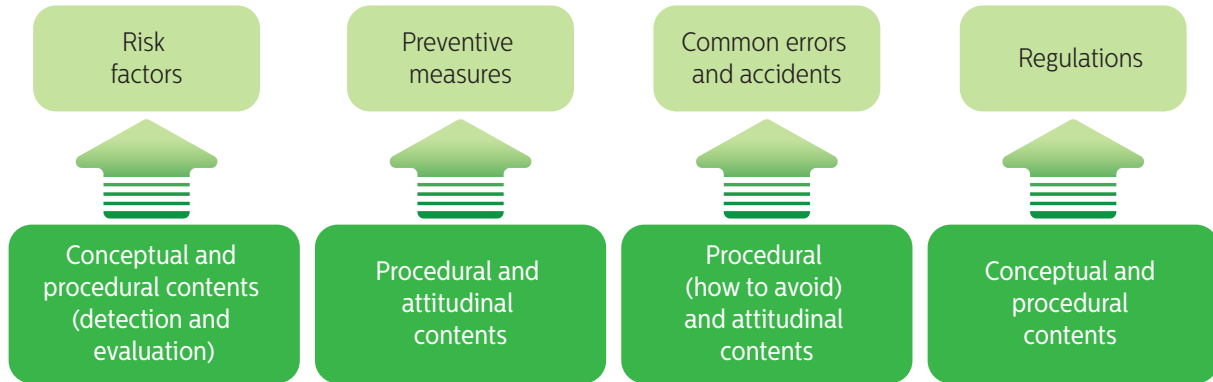 Risk
factors
Preventive
measures
Common errors
and accidents
Regulations
Conceptual and
procedural contents
(detection and
evaluation)
Procedural and
attitudinal
contents
Procedural
(how to avoid)
and attitudinal
contents
Conceptual and
procedural
contents